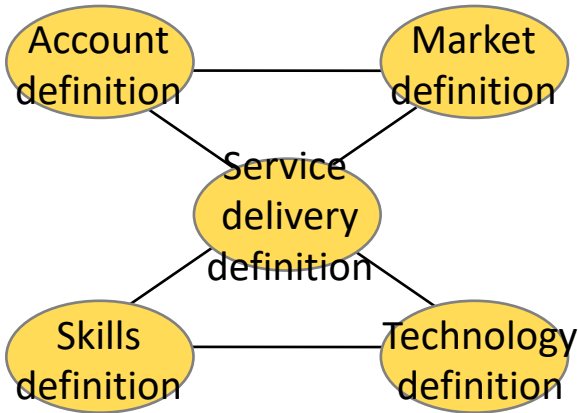 Account
definition
Market
definition
Service
delivery
definition
Skills
definition
Technology
definition